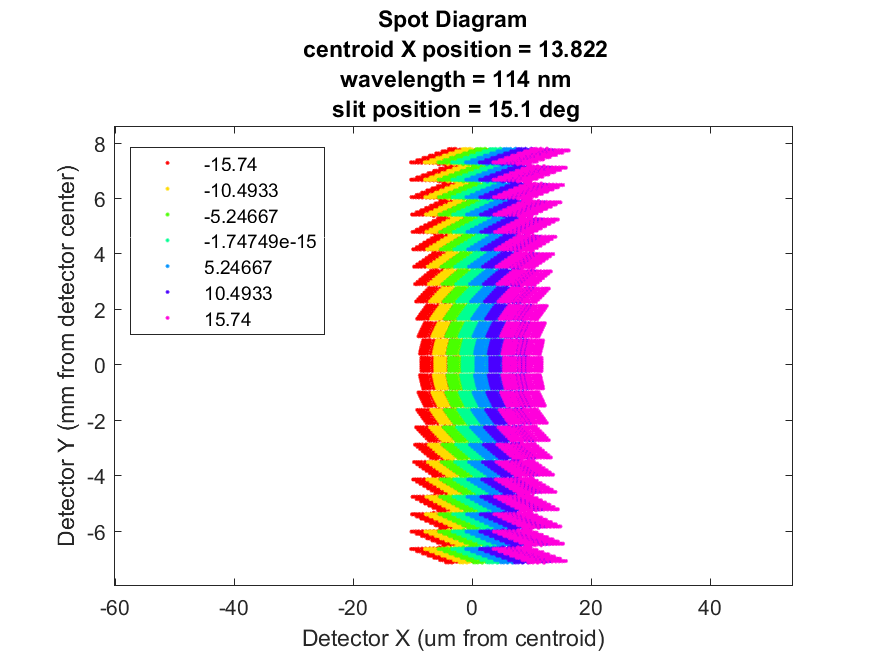 Spot Diagram
centroid X position = 13.822
wavelength = 114 nm
slit position = 15.1 deg
8
6
4
2
0
-2
-4
-6
Detector Y (mm from detector center)
-15.74
-10.4933
-5.24667
-1.74749e-15
5.24667
10.4933
15.74
-60 -40 -20 0 20 40
Detector X (um from centroid)